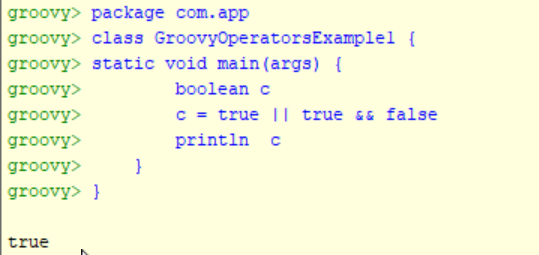 groovy> package com.app
groovy> class GroovyOperatorsExample1 {
groovy> static void main(args) {
groovy>         boolean c
groovy>         c = true || true && false
groovy>         println  c
groovy>     }
groovy> }
true